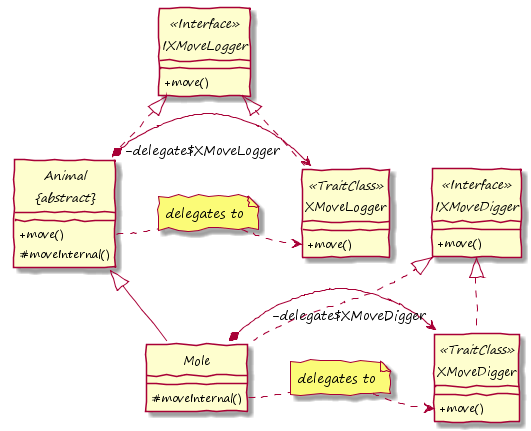 «Interface»
IXMoveLogger
+move()
-delegate$XMoveLogger
Animal
{abstract}
+move()
#moveInternal()
delegates to
«TraitClass»
XMoveLogger
+move()
«Interface»
IXMoveDigger
+move()
-delegate$XMoveDigger
Mole
#moveInternal()
delegates to
«TraitClass»
XMoveDigger
+move()